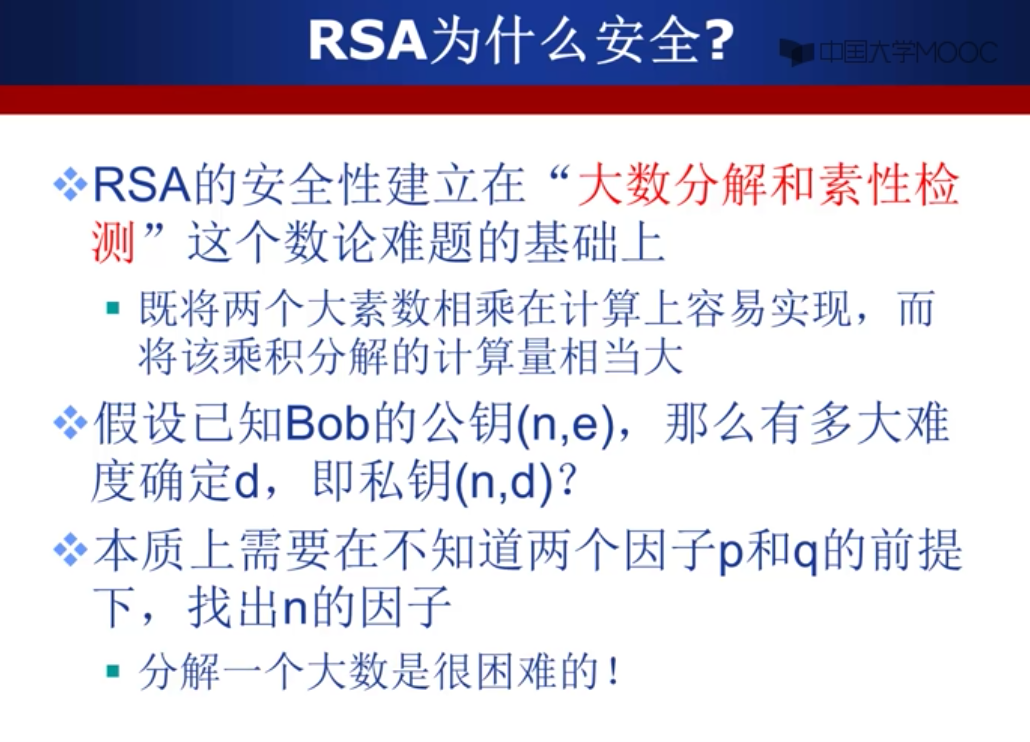 RSA为什么安全?
中国大学MOOC
RSA的安全性建立在“大数分解和素性检
测”这个数论难题的基础上
既将两个大素数相乘在计算上容易实现，而
将该乘积分解的计算量相当大
假设已知Bob的公钥(n,e)，那么有多大难
度确定d，即私钥(n,d)？
本质上需要在不知道两个因子p和q的前提
下，找出n的因子
分解一个大数是很困难的！